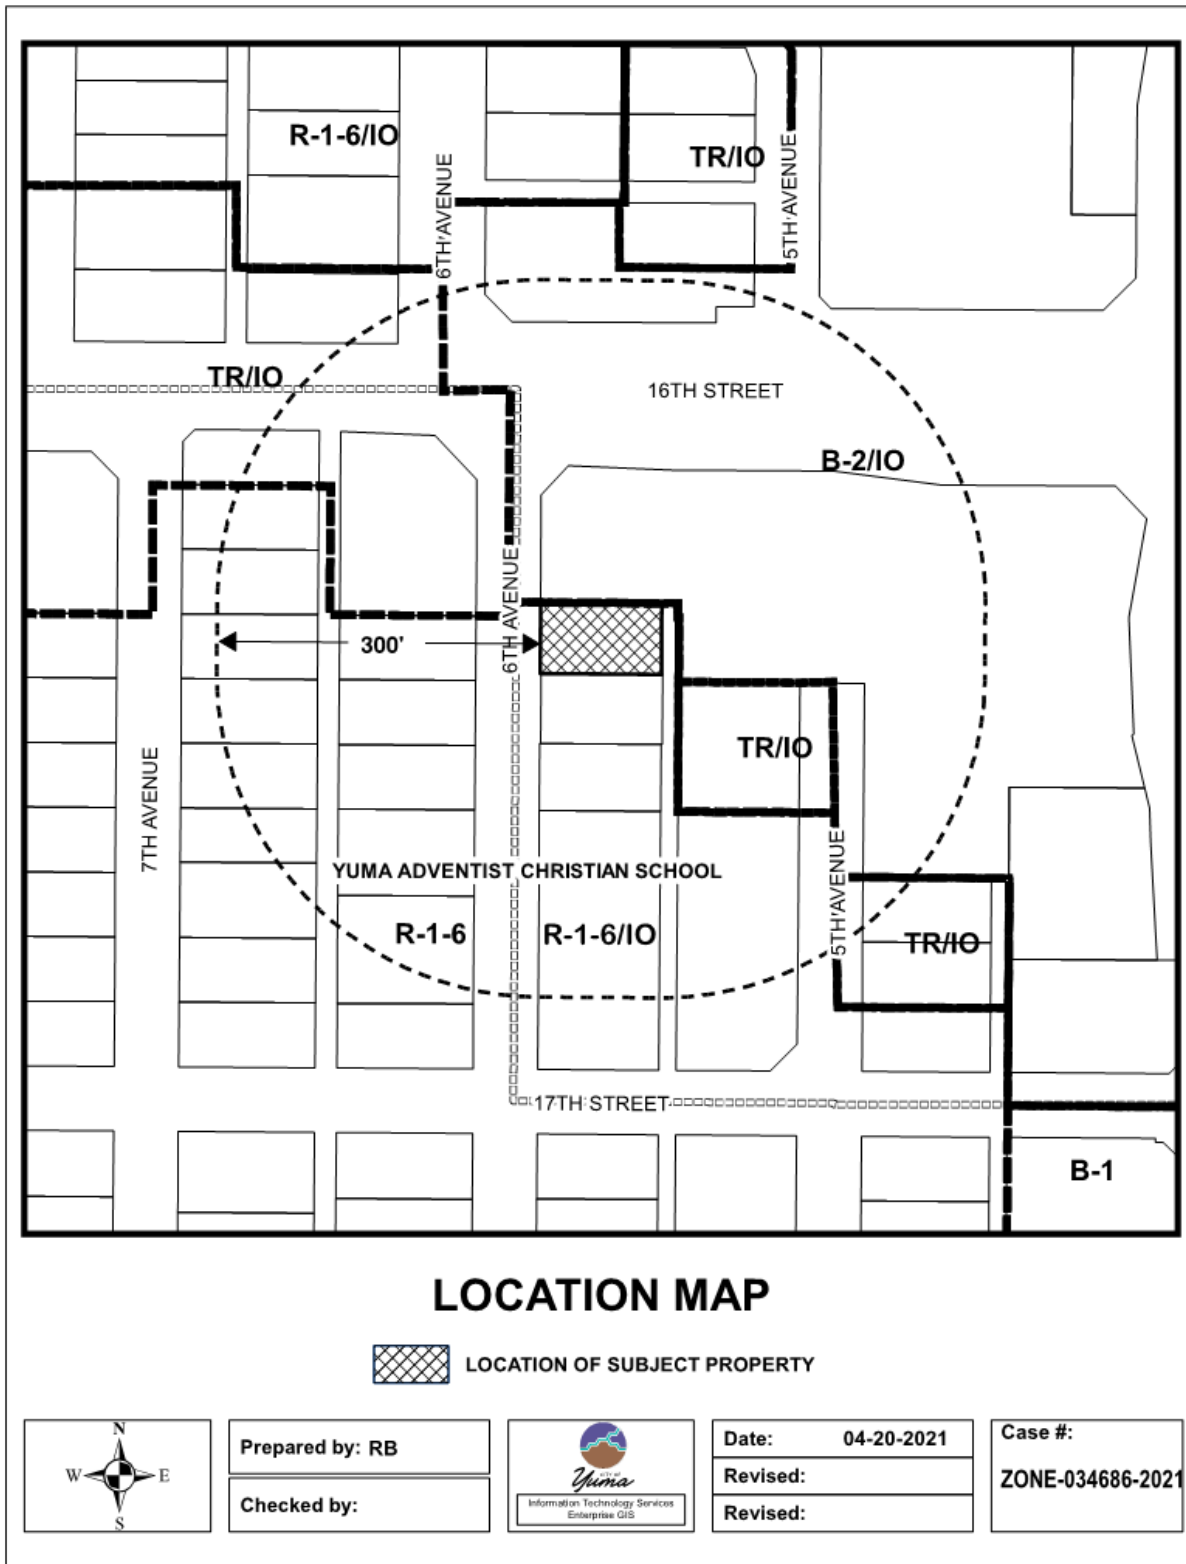 R-1-6/IO
TR/IO
6TH AVENUE
5TH AVENUE
TR/IO
16TH STREET
B-2/IO
6TH AVENUE
300'
TR/IO
7TH AVENUE
YUMA ADVENTIST CHRISTIAN SCHOOL
5TH AVENUE
R-1-6
R-1-6/IO
TR/IO
17TH STREET
B-1
LOCATION MAP
LOCATION OF SUBJECT PROPERTY
N
W
E
S
Prepared by: RB
Checked by:
CITY OF
Yuma
Information Technology Services
Enterprise GIS
Date: 04-20-2021
Revised:
Revised:
Case #:
ZONE-034686-2021